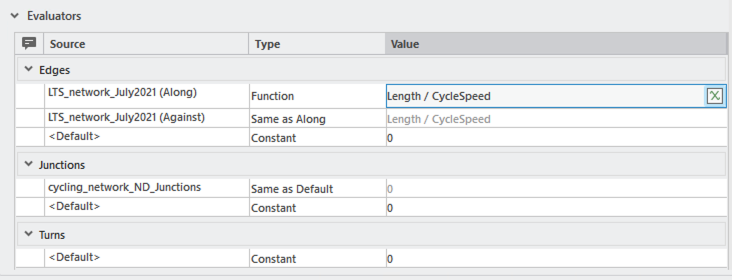 Evaluators
Source Type Value
Edges
LTS_network_July2021 (Along) Function Length / CycleSpeed
LTS_network_July2021 (Against) Same as Along Length / CycleSpeed
<Default> Constant 0
Junctions
cycling_network_ND_Junctions Same as Default 0
<Default> Constant 0
Turns
<Default> Constant 0